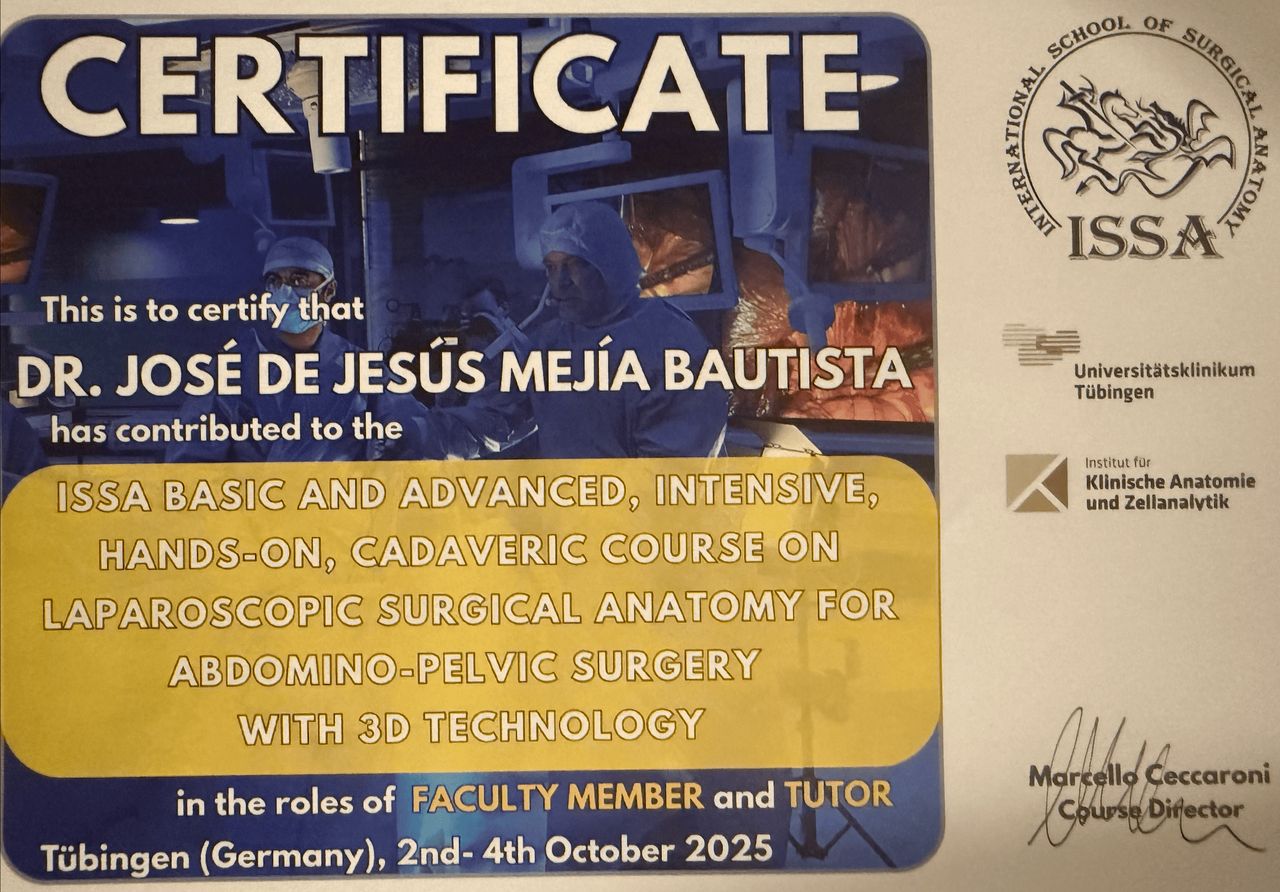 CERTIFICATE
This is to certify that
DR. JOSÉ DE JESÚS MEJÍA BAUTISTA
has contributed to the
ISSA BASIC AND ADVANCED, INTENSIVE,
HANDS-ON, CADAVERIC COURSE ON
LAPAROSCOPIC SURGICAL ANATOMY FOR
ABDOMINO-PELVIC SURGERY
WITH 3D TECHNOLOGY
in the roles of FACULTY MEMBER and TUTOR
Tübingen (Germany), 2nd- 4th October 2025
INTERNATIONAL SCHOOL OF SURGICAL ANATOMY
ISSA
Universitätsklinikum
Tübingen
Institut für
Klinische Anatomie
und Zellanalytik
Marcello Ceccaroni
Course Director